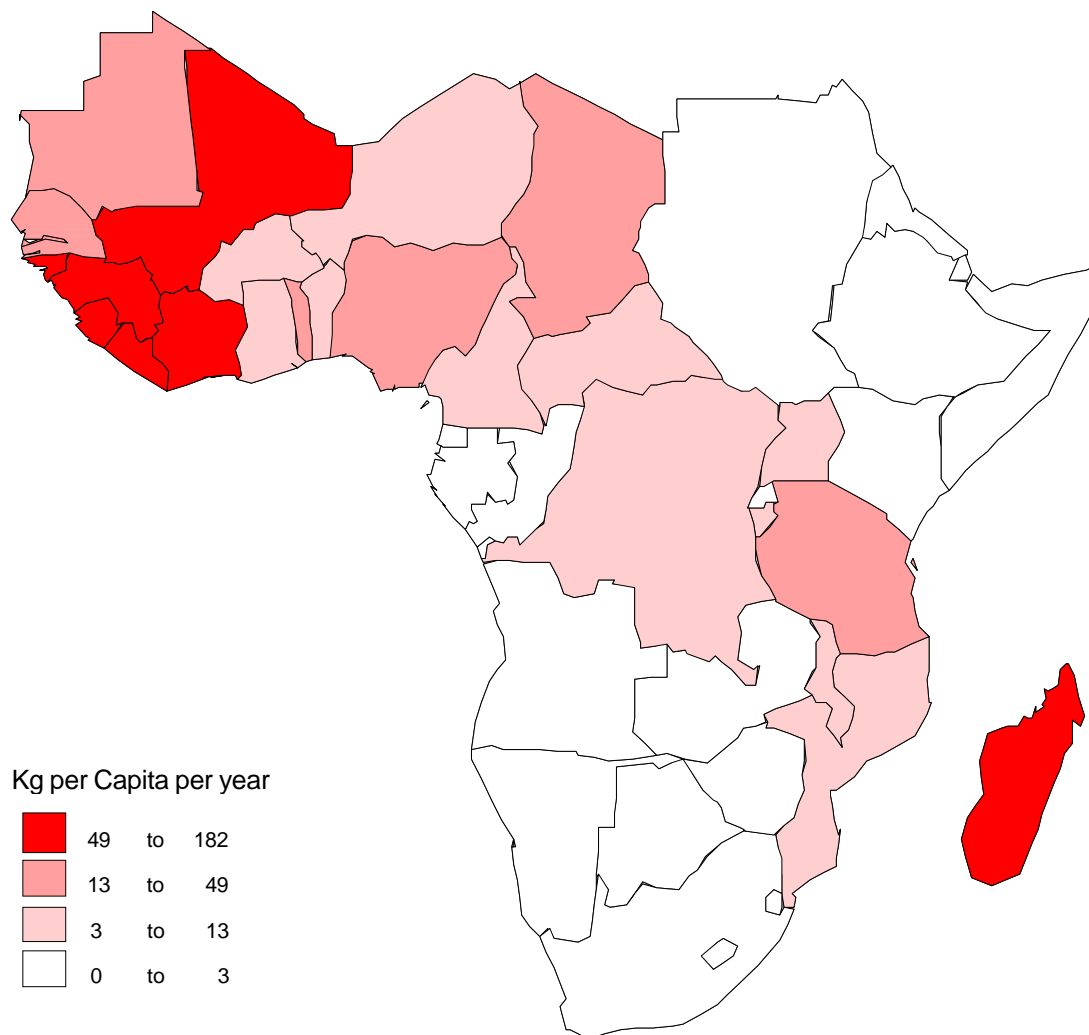 Kg per Capita per year
49 to 182
13 to 49
3 to 13
0 to 3